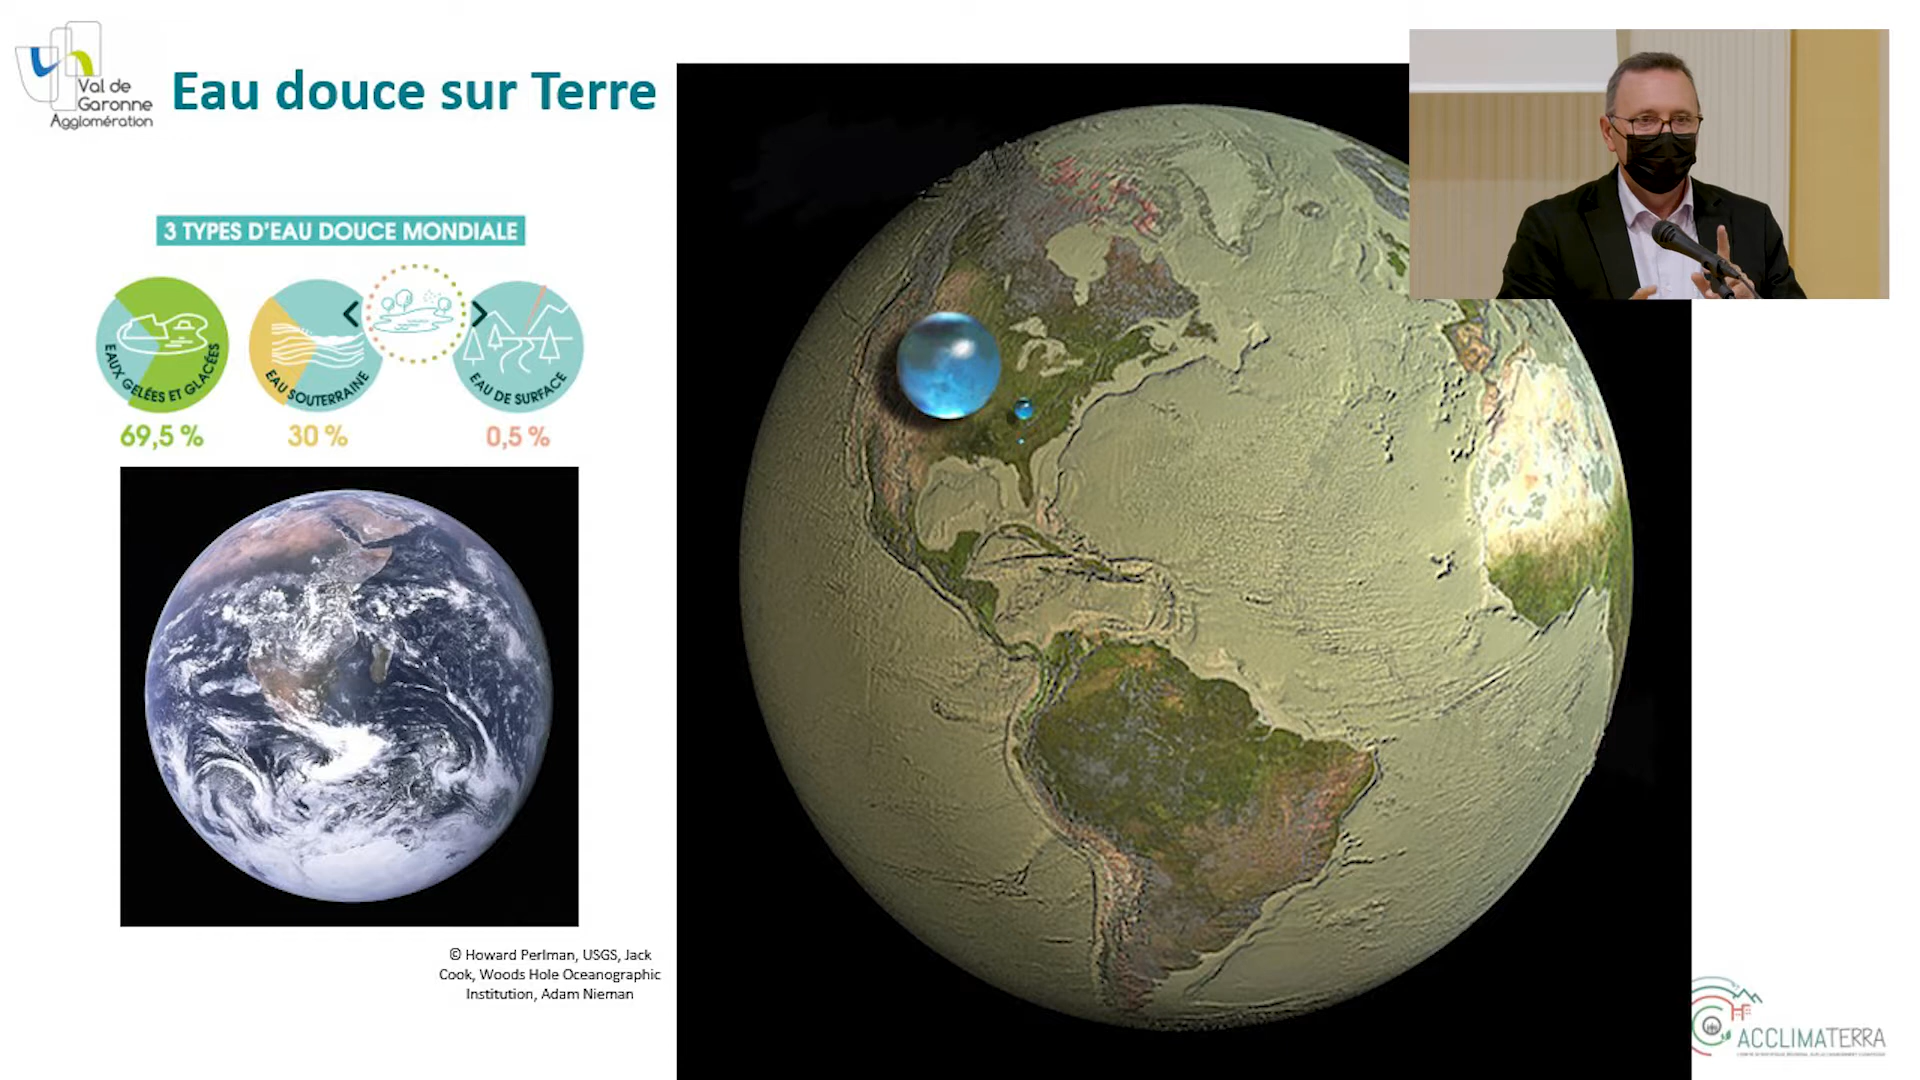 Val de
Garonne
Agglomération
Eau douce sur Terre
3 TYPES D'EAU DOUCE MONDIALE
EAUX GELÉES ET GLACÉES
EAU SOUTERRAINE
EAU DE SURFACE
69,5 %
30 %
0,5 %
© Howard Perlman, USGS, Jack
Cook, Woods Hole Oceanographic
Institution, Adam Nieman
ACCLIMATERRA